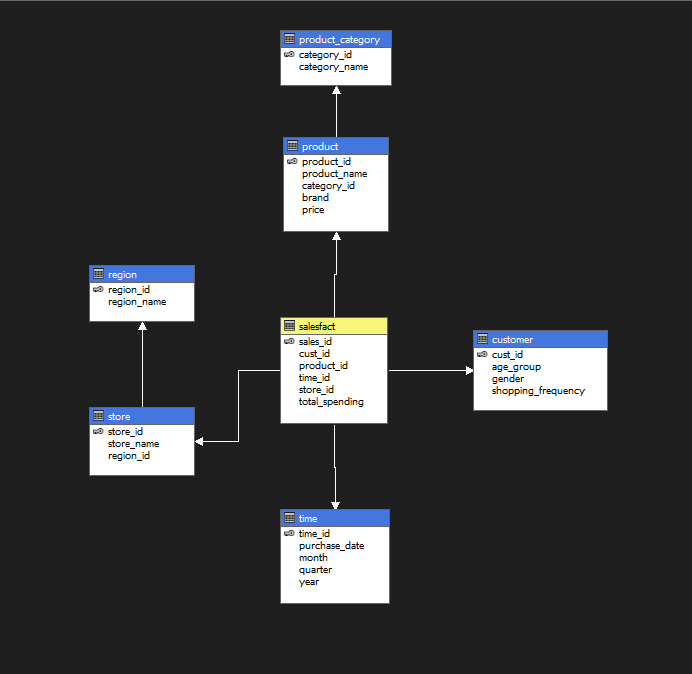 product_category
category_id
category_name
product
product_id
product_name
category_id
brand
price
region
region_id
region_name
salesfact
sales_id
cust_id
product_id
time_id
store_id
total_spending
customer
cust_id
age_group
gender
shopping_frequency
store
store_id
store_name
region_id
time
time_id
purchase_date
month
quarter
year